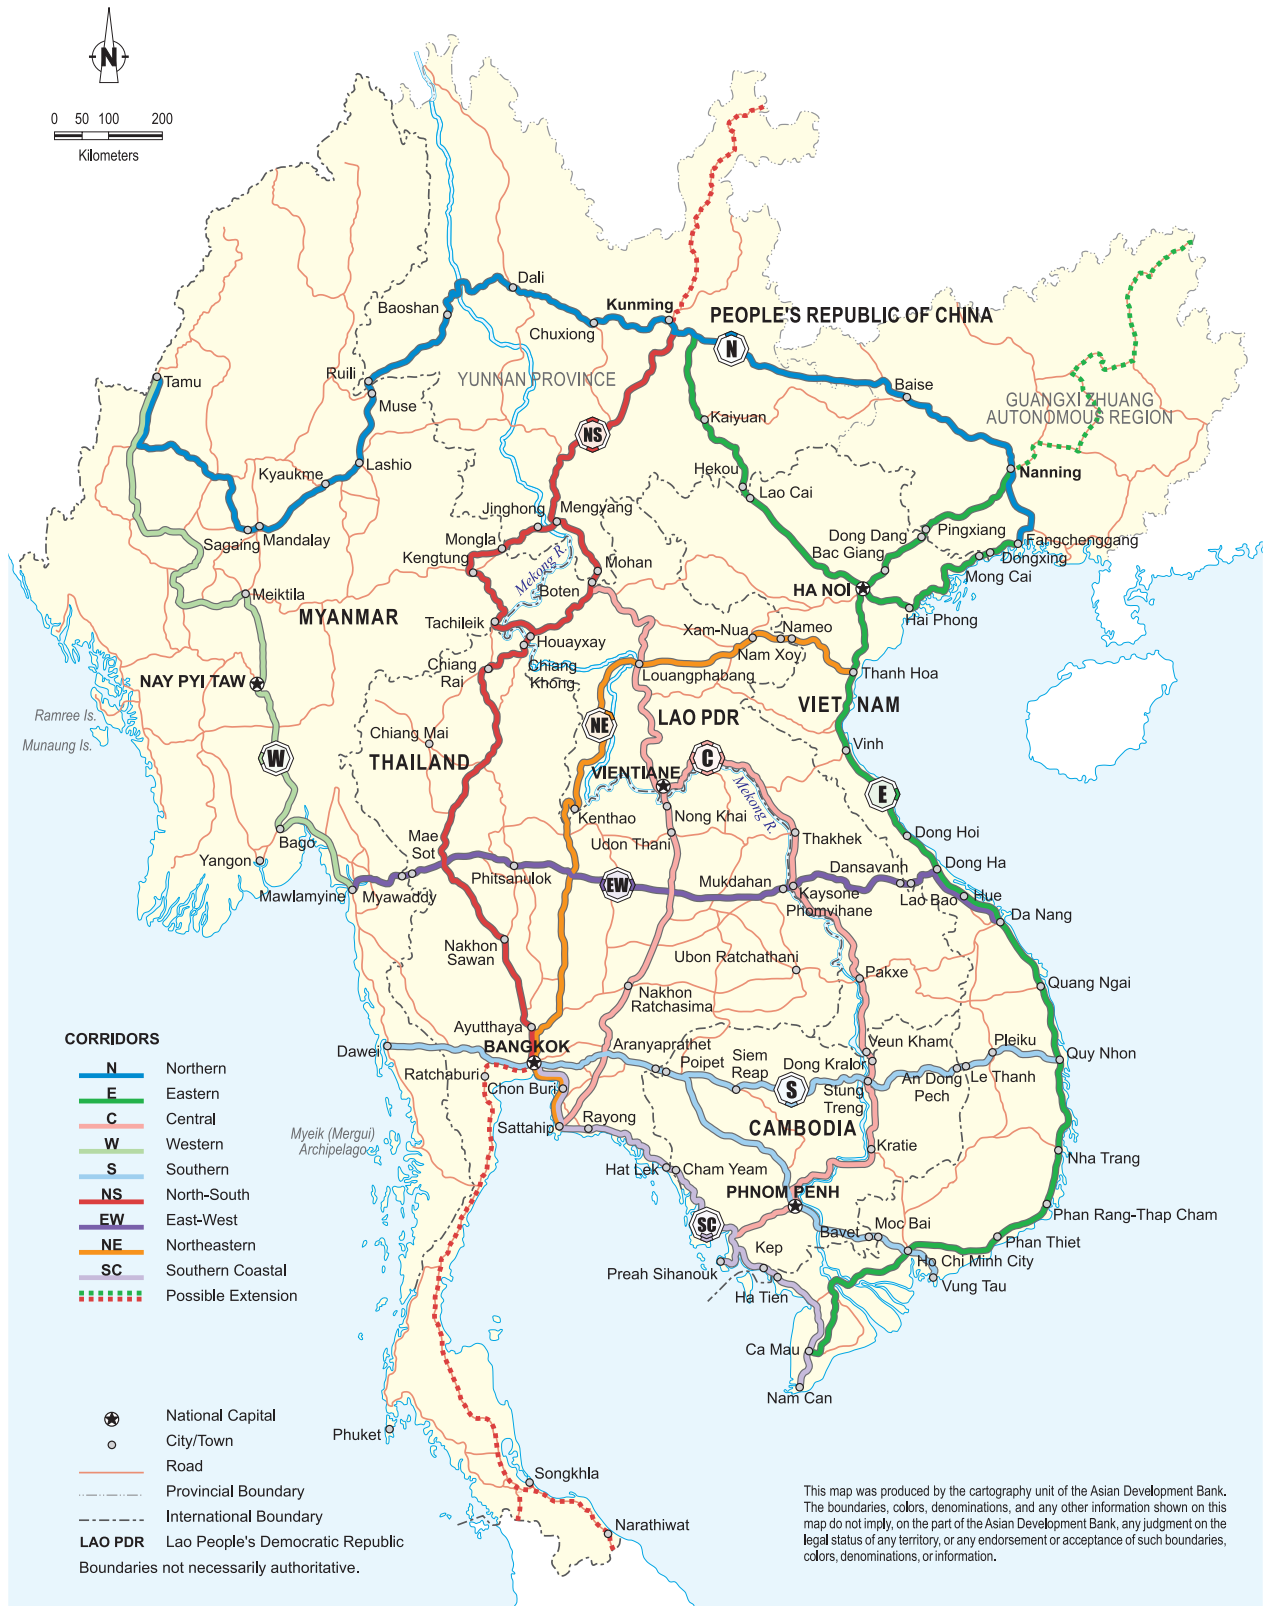 N
0 50 100 200
Kilometers
Dali
Baoshan
Kunming
Chuxiong
PEOPLE'S REPUBLIC OF CHINA
N
Tamu
Ruili
YUNNAN PROVINCE
Baise
Muse
GUANGXI ZHUANG
AUTONOMOUS REGION
Kaiyuan
NS
Kyaukme
Lashio
Hekou
Lao Cai
Nanning
Jinghong
Mengyang
Sagaing
Mandalay
Mongla
Kengtung
Mekong R.
Mohan
Boten
Dong Dang
Pingxiang
Bac Giang
Fangchenggang
Dongxing
Mong Cai
HA NOI
Hai Phong
Meiktila
MYANMAR
Tachileik
Houayxay
Xam-Nua
Nameo
Nam Xoy
Chiang
Rai
Chiang
Khong
Louangphabang
Thanh Hoa
NAY PYI TAW
VIET NAM
Ramree Is.
Munaung Is.
LAO PDR
NE
Chiang Mai
THAILAND
W
VIENTIANE
C
Vinh
Mekong R.
E
Kenthao
Nong Khai
Udon Thani
Thakhek
Dong Hoi
Bago
Yangon
Mae
Sot
Mawlamyine
Myawaddy
Phitsanulok
EW
Mukdahan
Kaysone
Phomvihane
Dansavanh
Dong Ha
Lao Bao
Hue
Da Nang
Nakhon
Sawan
Ubon Ratchathani
Pakxe
Quang Ngai
Nakhon
Ratchasima
Ayutthaya
BANGKOK
Dawei
Ratchaburi
Chon Buri
Aranyaprathet
Poipet
Siem
Reap
Dong Kralor
Veun Kham
Pleiku
Quy Nhon
S
Stung
Treng
An Dong
Pech
Le Thanh
Sattahip
Rayong
CAMBODIA
Kratie
Nha Trang
Myeik (Mergui)
Archipelago
Hat Lek
Cham Yeam
PHNOM PENH
SC
Phan Rang-Thap Cham
Bavet
Moc Bai
Phan Thiet
Preah Sihanouk
Kep
Ho Chi Minh City
Vung Tau
Ha Tien
Ca Mau
Nam Can
Phuket
Songkhla
Narathiwat
CORRIDORS
N Northern
E Eastern
C Central
W Western
S Southern
NS North-South
EW East-West
NE Northeastern
SC Southern Coastal
Possible Extension
National Capital
City/Town
Road
Provincial Boundary
International Boundary
LAO PDR Lao People's Democratic Republic
Boundaries not necessarily authoritative.
This map was produced by the cartography unit of the Asian Development Bank.
The boundaries, colors, denominations, and any other information shown on this
map do not imply, on the part of the Asian Development Bank, any judgment on the
legal status of any territory, or any endorsement or acceptance of such boundaries,
colors, denominations, or information.